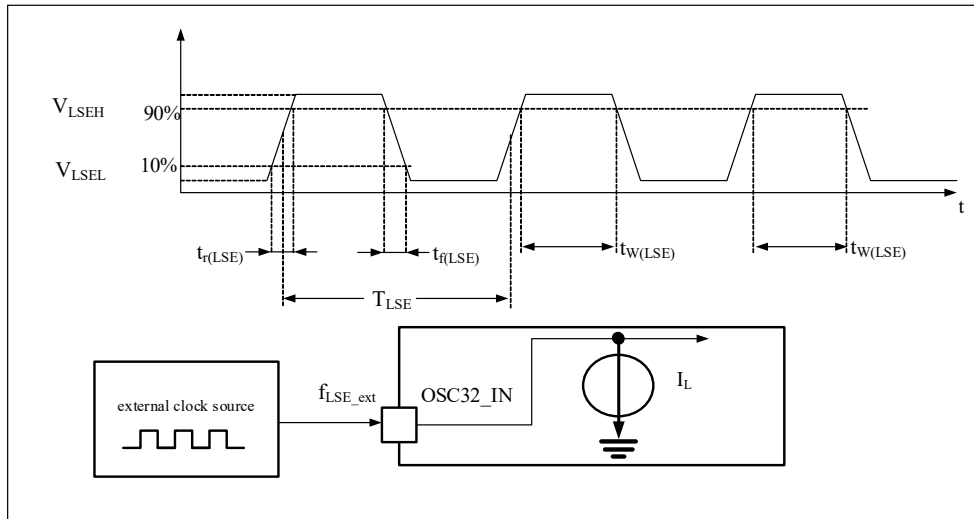 V_LSEH
90%
10%
V_LSEL
t
t_r(LSE)
t_f(LSE)
t_W(LSE)
t_W(LSE)
T_LSE
external clock source
f_LSE_ext
OSC32_IN
I_L